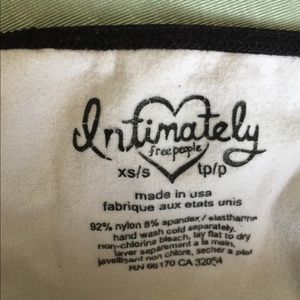 Intimately
free people
xs/s tp/p
made in usa
fabrique aux etats unis
92% nylon 8% spandex / elasthanne
hand wash cold separately.
non-chlorine bleach, lay flat to dry
laver separement a la main.
javellisant non chlore, secher a plat
RN 66170 CA 32054